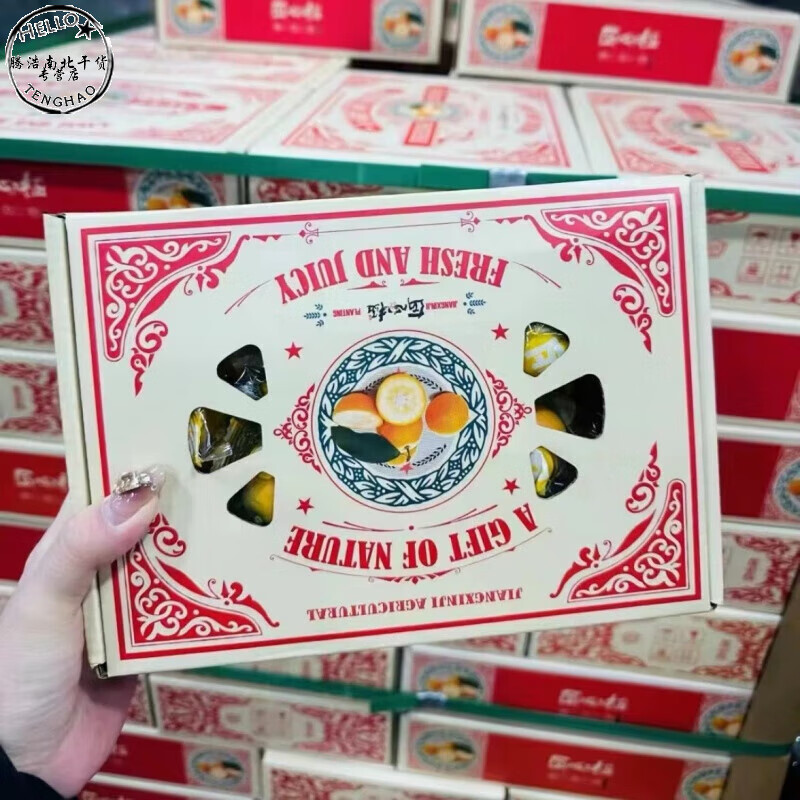 HELLO
腾浩南北干货
专营店
TENGHAO
A GIFT OF NATURE
JIANGXINJI AGRICULTURAL
JIANGXINJI
PLANTING
FRESH AND JUICY